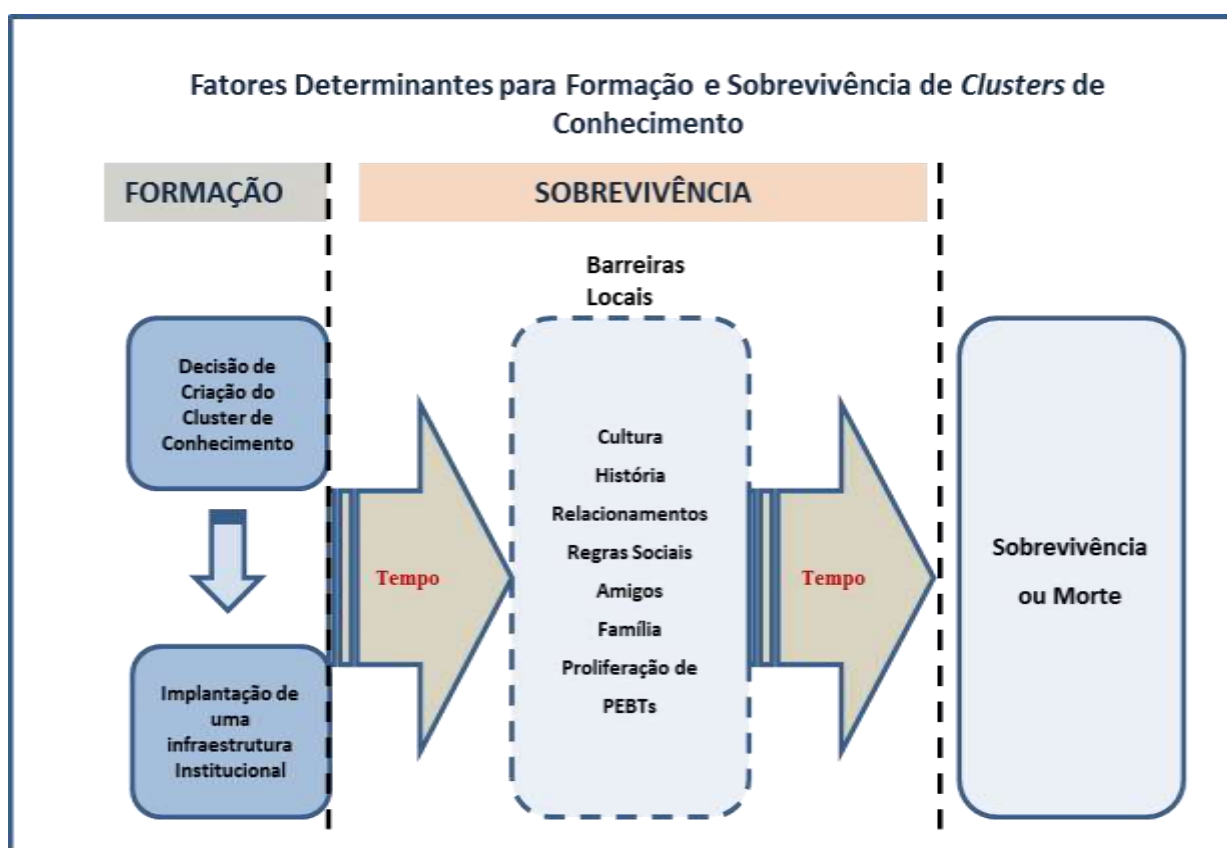 Fatores Determinantes para Formação e Sobrevivência de Clusters de
Conhecimento
FORMAÇÃO
SOBREVIVÊNCIA
Barreiras
Locais
Decisão de
Criação do
Cluster de
Conhecimento
Implantação de
uma
infraestrutura
Institucional
Tempo
Cultura
História
Relacionamentos
Regras Sociais
Amigos
Família
Proliferação de
PEBTs
Tempo
Sobrevivência
ou Morte